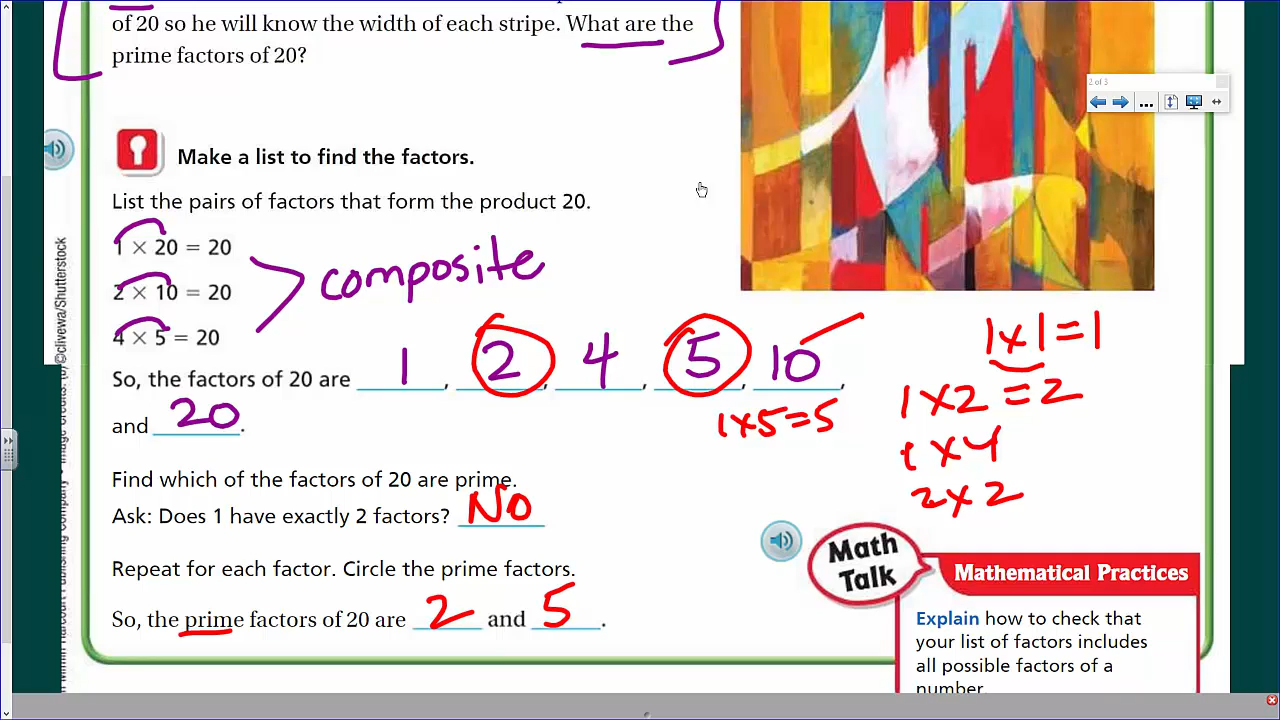 of 20 so he will know the width of each stripe. What are the
prime factors of 20?
2 of 3
Make a list to find the factors.
List the pairs of factors that form the product 20.
1 × 20 = 20
2 × 10 = 20
composite
4 × 5 = 20
1×1=1
So, the factors of 20 are 1, 2, 4, 5, 10,
1×2=2
and 20.
1×5=5
1×4
2×2
Find which of the factors of 20 are prime.
Ask: Does 1 have exactly 2 factors? No
Repeat for each factor. Circle the prime factors.
So, the prime factors of 20 are 2 and 5.
Math
Talk
Mathematical Practices
Explain how to check that
your list of factors includes
all possible factors of a
number